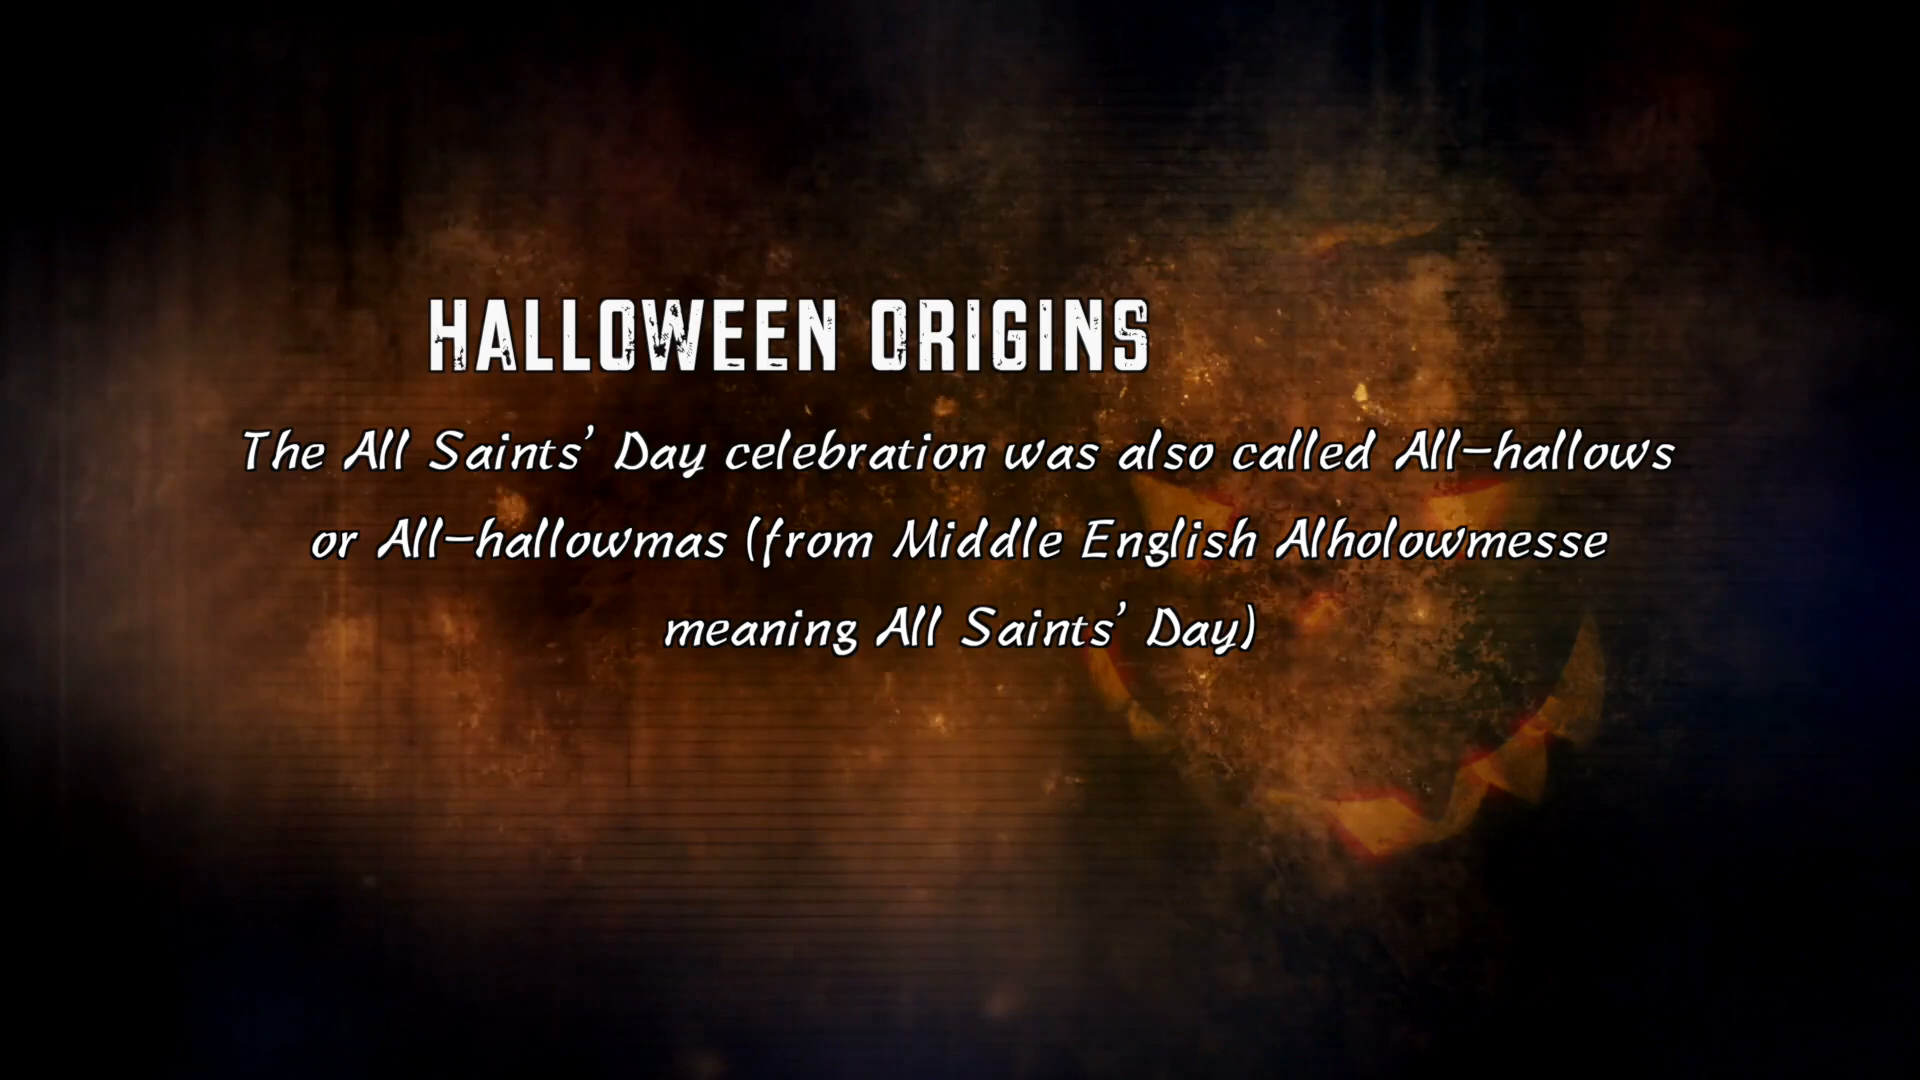 HALLOWEEN ORIGINS
The All Saints' Day celebration was also called All-hallows
or All-hallowmas (from Middle English Alholowmesse
meaning All Saints' Day)